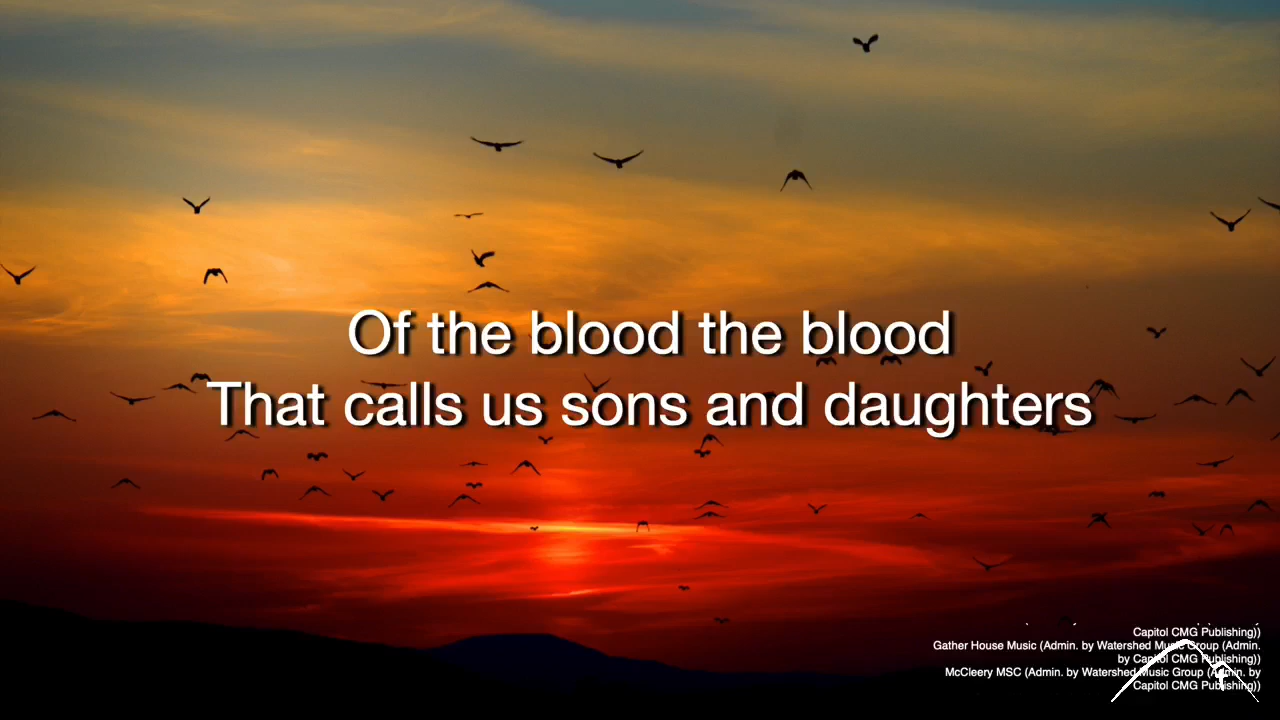 Of the blood the blood
That calls us sons and daughters
Capitol CMG Publishing))
Gather House Music (Admin. by Watershed Music Group (Admin.
by Capitol CMG Publishing))
McCleery MSC (Admin. by Watershed Music Group (Admin. by
Capitol CMG Publishing))